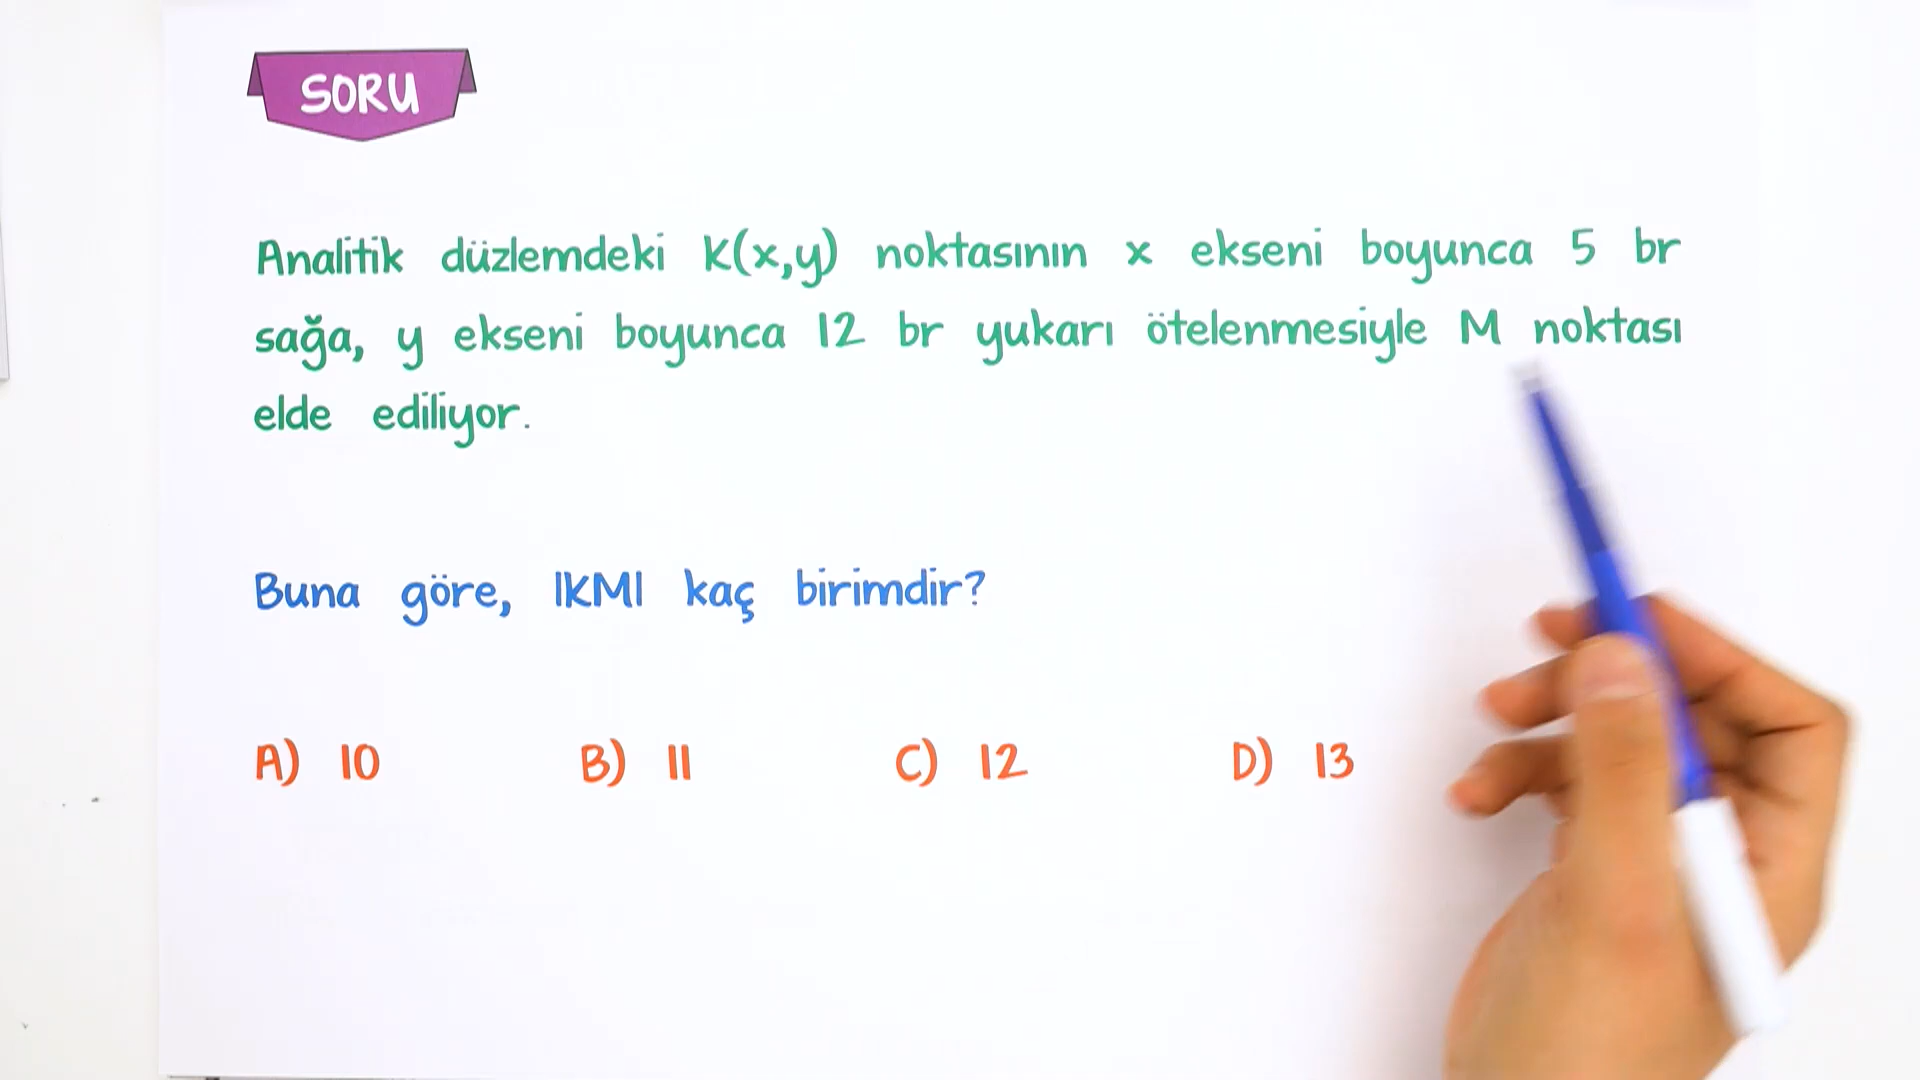 SORU
Analitik düzlemdeki K(x,y) noktasının x ekseni boyunca 5 br
sağa, y ekseni boyunca 12 br yukarı ötelenmesiyle M noktası
elde ediliyor.
Buna göre, |KM| kaç birimdir?
A) 10 B) 11 C) 12 D) 13